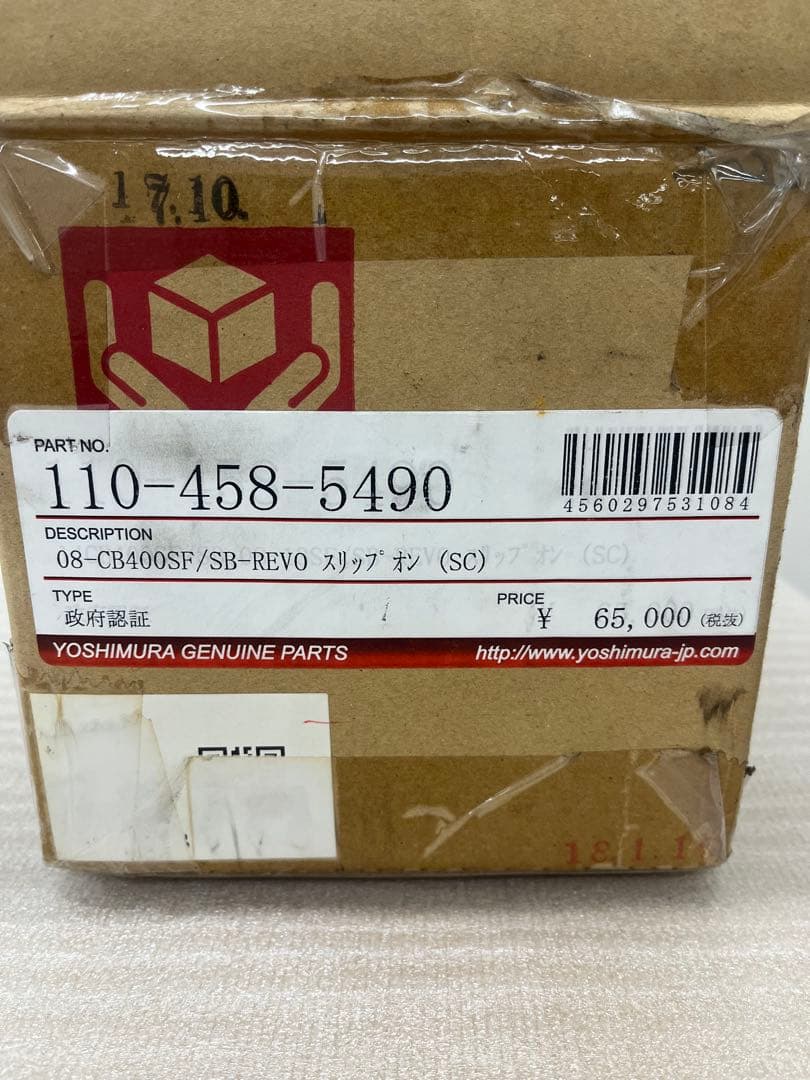 17.10.
PART NO.
110-458-5490
4560297531084
DESCRIPTION
08-CB400SF/SB-REVO ｽﾘｯﾌﾟｵﾝ (SC)
TYPE
政府認証
PRICE
¥ 65,000 (税抜)
YOSHIMURA GENUINE PARTS http://www.yoshimura-jp.com